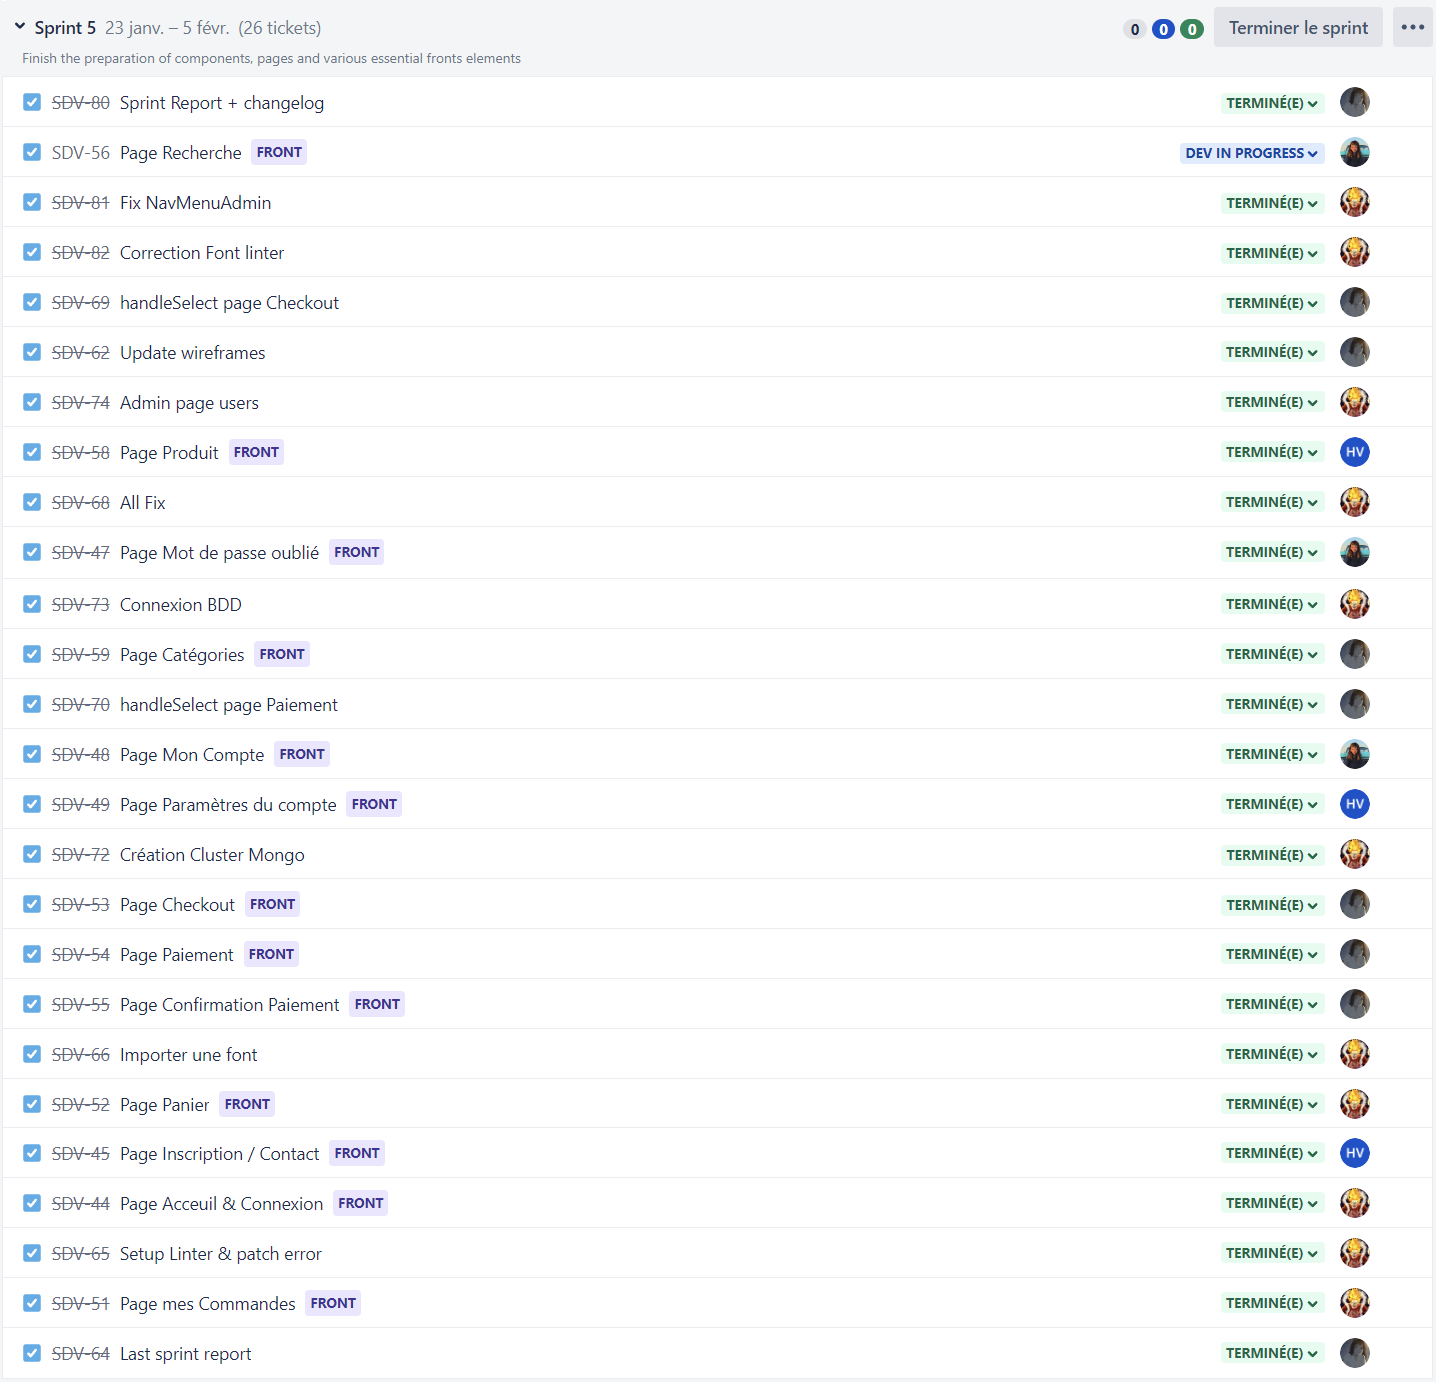 Sprint 5 23 janv. – 5 févr. (26 tickets) 0 0 0 Terminer le sprint
Finish the preparation of components, pages and various essential fronts elements
SDV-80 Sprint Report + changelog TERMINÉ(E)
SDV-56 Page Recherche FRONT DEV IN PROGRESS
SDV-81 Fix NavMenuAdmin TERMINÉ(E)
SDV-82 Correction Font linter TERMINÉ(E)
SDV-69 handleSelect page Checkout TERMINÉ(E)
SDV-62 Update wireframes TERMINÉ(E)
SDV-74 Admin page users TERMINÉ(E)
SDV-58 Page Produit FRONT TERMINÉ(E) HV
SDV-68 All Fix TERMINÉ(E)
SDV-47 Page Mot de passe oublié FRONT TERMINÉ(E)
SDV-73 Connexion BDD TERMINÉ(E)
SDV-59 Page Catégories FRONT TERMINÉ(E)
SDV-70 handleSelect page Paiement TERMINÉ(E)
SDV-48 Page Mon Compte FRONT TERMINÉ(E)
SDV-49 Page Paramètres du compte FRONT TERMINÉ(E) HV
SDV-72 Création Cluster Mongo TERMINÉ(E)
SDV-53 Page Checkout FRONT TERMINÉ(E)
SDV-54 Page Paiement FRONT TERMINÉ(E)
SDV-55 Page Confirmation Paiement FRONT TERMINÉ(E)
SDV-66 Importer une font TERMINÉ(E)
SDV-52 Page Panier FRONT TERMINÉ(E)
SDV-45 Page Inscription / Contact FRONT TERMINÉ(E) HV
SDV-44 Page Acceuil & Connexion FRONT TERMINÉ(E)
SDV-65 Setup Linter & patch error TERMINÉ(E)
SDV-51 Page mes Commandes FRONT TERMINÉ(E)
SDV-64 Last sprint report TERMINÉ(E)